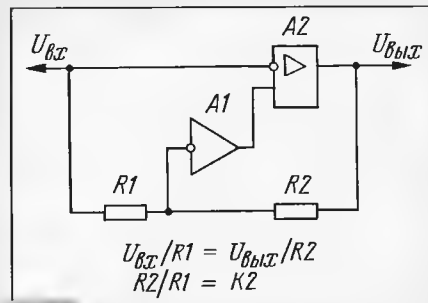 A2
Uвх
Uвых
A1
R1
R2
Uвх/R1 = Uвых/R2
R2/R1 = K2